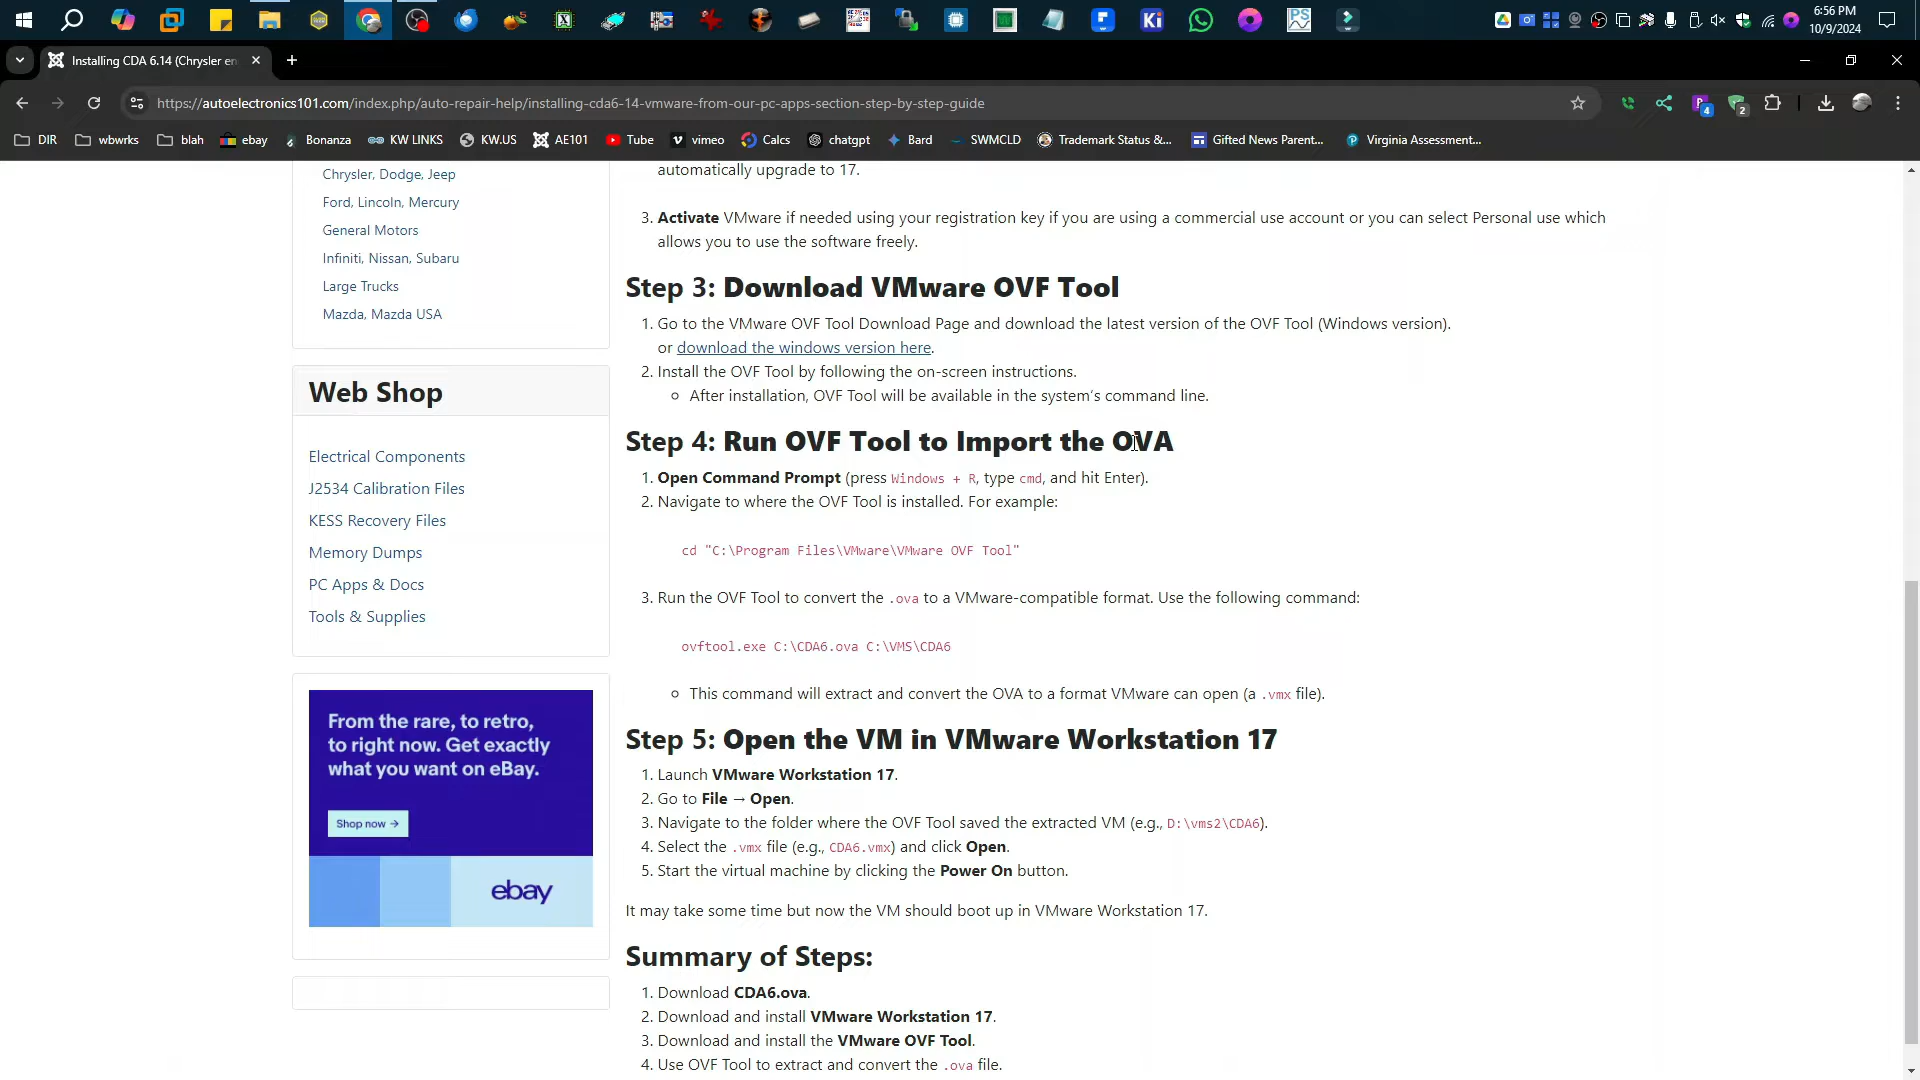 6:56 PM
10/9/2024
Installing CDA 6.14 (Chrysler en
https://autoelectronics101.com/index.php/auto-repair-help/installing-cda6-14-vmware-from-our-pc-apps-section-step-by-step-guide
DIR
wbwrks
blah
ebay
Bonanza
KW LINKS
KW.US
AE101
Tube
vimeo
Calcs
chatgpt
Bard
SWMCLD
Trademark Status &...
Gifted News Parent...
Virginia Assessment...
Chrysler, Dodge, Jeep
Ford, Lincoln, Mercury
General Motors
Infiniti, Nissan, Subaru
Large Trucks
Mazda, Mazda USA
Web Shop
Electrical Components
J2534 Calibration Files
KESS Recovery Files
Memory Dumps
PC Apps & Docs
Tools & Supplies
From the rare, to retro,
to right now. Get exactly
what you want on eBay.
Shop now →
ebay
automatically upgrade to 17.
3. Activate VMware if needed using your registration key if you are using a commercial use account or you can select Personal use which
allows you to use the software freely.
Step 3: Download VMware OVF Tool
1. Go to the VMware OVF Tool Download Page and download the latest version of the OVF Tool (Windows version).
or download the windows version here.
2. Install the OVF Tool by following the on-screen instructions.
After installation, OVF Tool will be available in the system's command line.
Step 4: Run OVF Tool to Import the OVA
1. Open Command Prompt (press Windows + R, type cmd, and hit Enter).
2. Navigate to where the OVF Tool is installed. For example:
cd "C:\Program Files\VMware\VMware OVF Tool"
3. Run the OVF Tool to convert the .ova to a VMware-compatible format. Use the following command:
ovftool.exe C:\CDA6.ova C:\VMS\CDA6
This command will extract and convert the OVA to a format VMware can open (a .vmx file).
Step 5: Open the VM in VMware Workstation 17
1. Launch VMware Workstation 17.
2. Go to File → Open.
3. Navigate to the folder where the OVF Tool saved the extracted VM (e.g., D:\vms2\CDA6).
4. Select the .vmx file (e.g., CDA6.vmx) and click Open.
5. Start the virtual machine by clicking the Power On button.
It may take some time but now the VM should boot up in VMware Workstation 17.
Summary of Steps:
1. Download CDA6.ova.
2. Download and install VMware Workstation 17.
3. Download and install the VMware OVF Tool.
4. Use OVF Tool to extract and convert the .ova file.